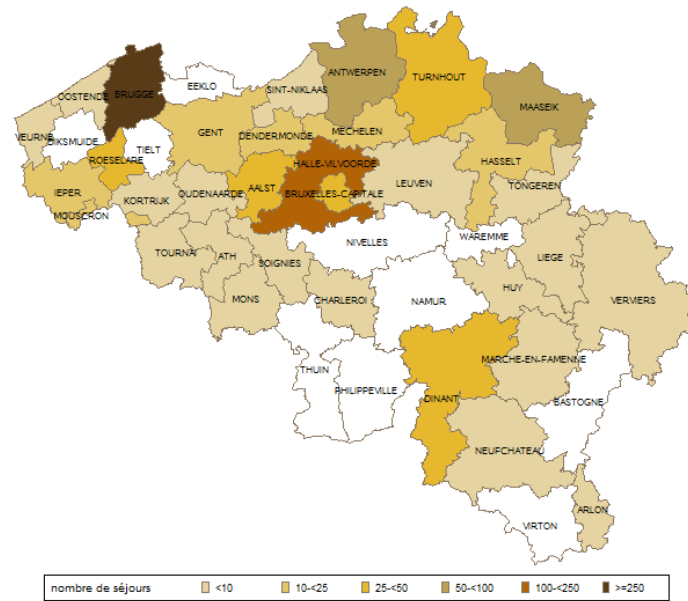 ANTWERPEN
TURNHOUT
EEKLO
SINT-NIKLAAS
OOSTENDE
BRUGGE
MAASEIK
VEURNE
DIKSMUIDE
GENT
DENDERMONDE
MECHELEN
TIELT
ROESELARE
HALLE-VILVOORDE
HASSELT
LEUVEN
IEPER
AALST
BRUXELLES-CAPITALE
TONGEREN
OUDENAARDE
KORTRIJK
MOUSCRON
WAREMME
NIVELLES
TOURNAI
ATH
SOIGNIES
LIEGE
HUY
MONS
CHARLEROI
NAMUR
VERVIERS
MARCHE-EN-FAMENNE
THUIN
PHILIPPEVILLE
DINANT
BASTOGNE
NEUFCHATEAU
ARLON
VIRTON
nombre de séjours <10 10-<25 25-<50 50-<100 100-<250 >=250